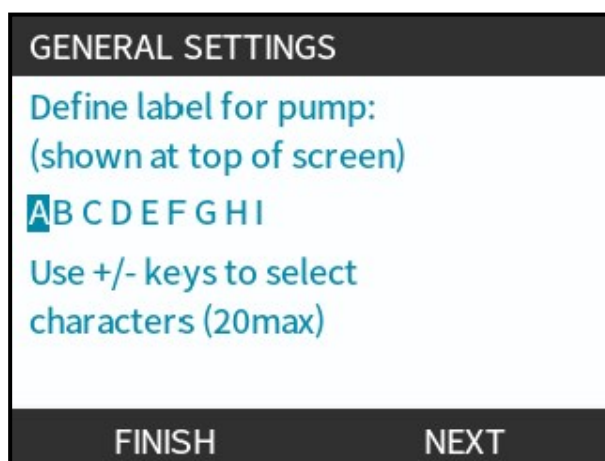 GENERAL SETTINGS
Define label for pump:
(shown at top of screen)
A B C D E F G H I
Use +/- keys to select
characters (20max)
FINISH NEXT